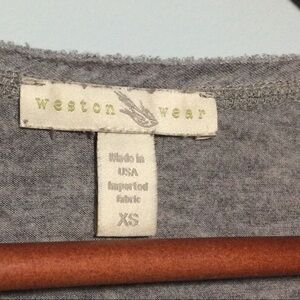 weston wear
Made in
USA
Imported
fabric
XS